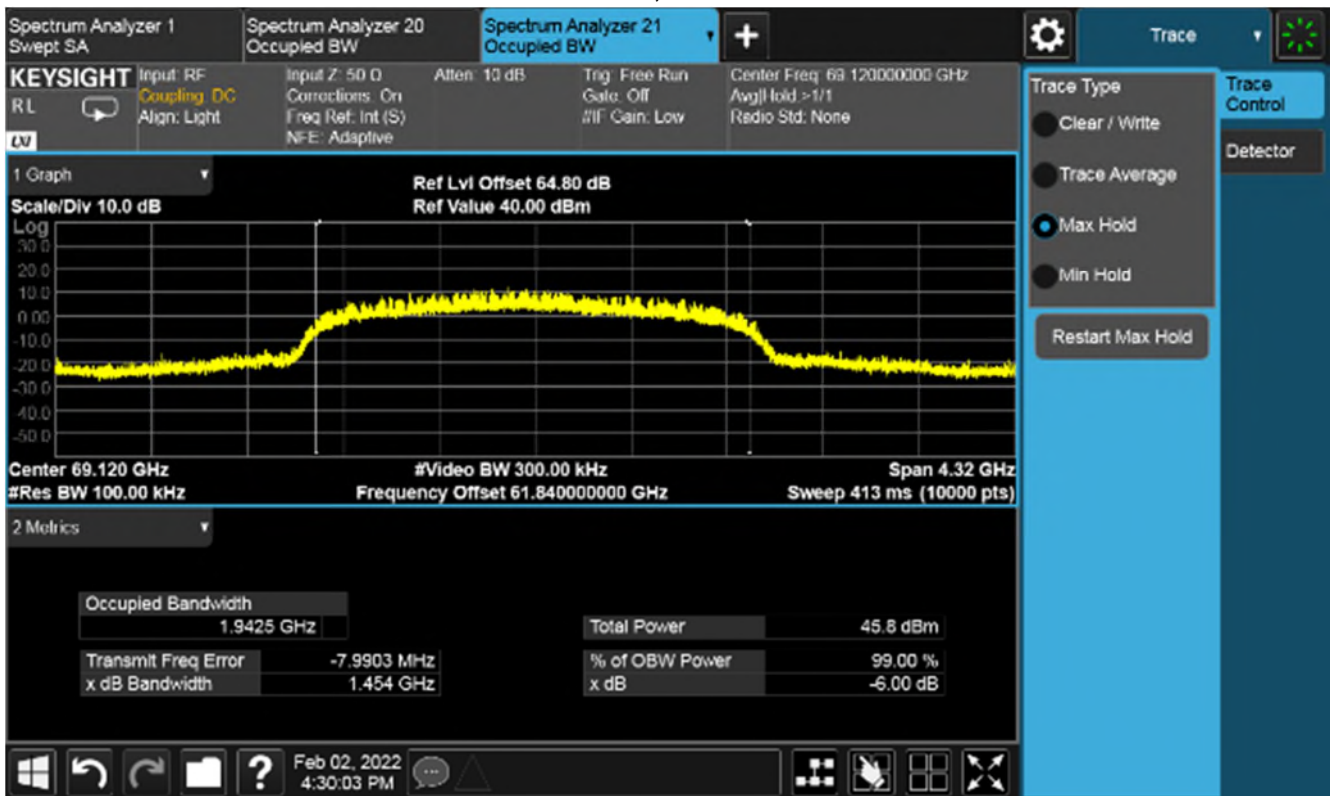 Spectrum Analyzer 1
Swept SA
Spectrum Analyzer 20
Occupied BW
Spectrum Analyzer 21
Occupied BW
Trace
KEYSIGHT
RL
LXI
Input: RF
Coupling: DC
Align: Light
Input Z: 50 Ω
Corrections: On
Freq Ref: Int (S)
NFE: Adaptive
Atten: 10 dB
Trig: Free Run
Gate: Off
#IF Gain: Low
Center Freq: 69.120000000 GHz
Avg|Hold:>1/1
Radio Std: None
Trace Type
Clear / Write
Trace Average
Max Hold
Min Hold
Restart Max Hold
Trace
Control
Detector
1 Graph
Scale/Div 10.0 dB
Ref Lvl Offset 64.80 dB
Ref Value 40.00 dBm
Log
30.0
20.0
10.0
0.00
-10.0
-20.0
-30.0
-40.0
-50.0
Center 69.120 GHz
#Video BW 300.00 kHz
Span 4.32 GHz
#Res BW 100.00 kHz
Frequency Offset 61.840000000 GHz
Sweep 413 ms (10000 pts)
2 Metrics
Occupied Bandwidth
1.9425 GHz
Total Power 45.8 dBm
Transmit Freq Error -7.9903 MHz
% of OBW Power 99.00 %
x dB Bandwidth 1.454 GHz
x dB -6.00 dB
?
Feb 02, 2022
4:30:03 PM